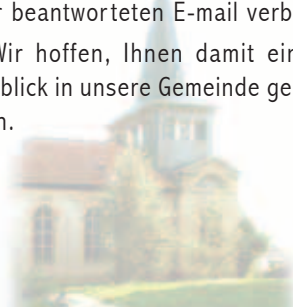 beantworteten E-mail verb
Wir hoffen, Ihnen damit ein
blick in unsere Gemeinde ge
n.